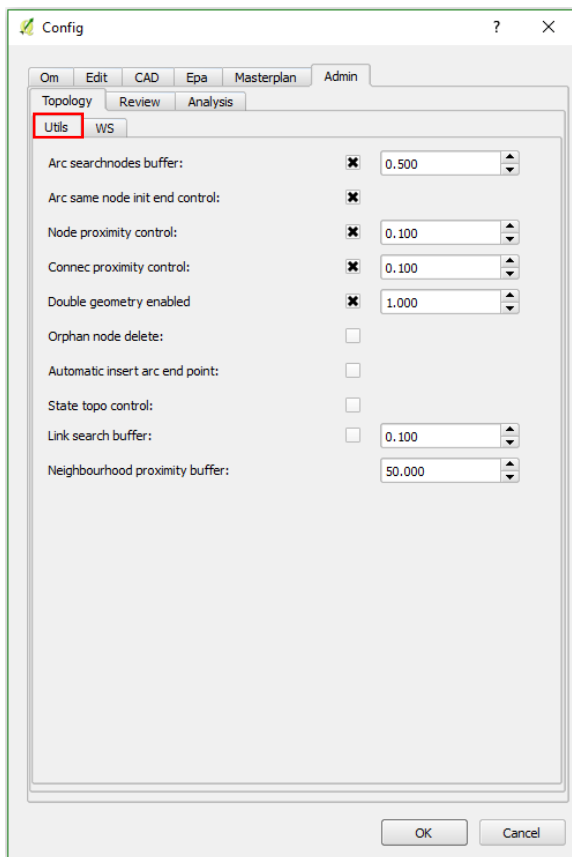 Config
?
Om Edit CAD Epa Masterplan Admin
Topology Review Analysis
Utils WS
Arc searchnodes buffer: 0.500
Arc same node init end control:
Node proximity control: 0.100
Connec proximity control: 0.100
Double geometry enabled 1.000
Orphan node delete:
Automatic insert arc end point:
State topo control:
Link search buffer: 0.100
Neighbourhood proximity buffer: 50.000
OK Cancel